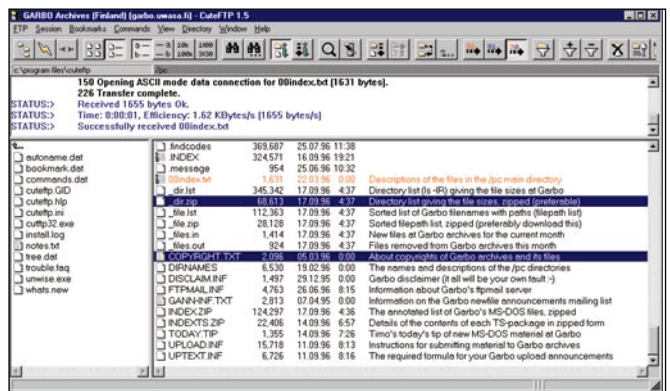 GARBO Archives (Finland) (garbo.uwasa.fi) - CuteFTP 1.5
FTP Session Bookmarks Commands View Directory Window Help
c:\program files\cuteftp
/pc
150 Opening ASCII mode data connection for 00index.txt (1631 bytes).
226 Transfer complete.
STATUS:> Received 1655 bytes Ok.
STATUS:> Time: 0:00:01, Efficiency: 1.62 KBytes/s (1655 bytes/s)
STATUS:> Successfully received 00index.txt
autoname.dat
bookmark.dat
commands.dat
cuteftp.GID
cuteftp.hlp
cuteftp.ini
cutftp32.exe
install.log
notes.txt
tree.dat
trouble.faq
unwise.exe
whats.new
.findcodes 369,687 25.07.96 11:38
.INDEX 324,571 16.09.96 19:21
.message 954 25.06.96 10:32
00index.txt 1,631 22.03.96 0:00 Descriptions of the files in the /pc main directory
_dir.lst 345,342 17.09.96 4:37 Directory list (ls -lR) giving the file sizes at Garbo
_dir.zip 68,613 17.09.96 4:37 Directory list giving the file sizes, zipped (preferable)
_file.lst 112,363 17.09.96 4:37 Sorted list of Garbo filenames with paths (filepath list)
_file.zip 28,128 17.09.96 4:37 Sorted filepath list, zipped (preferably download this)
_files.in 1,414 17.09.96 4:37 New files at Garbo archives for the current month
_files.out 924 17.09.96 4:37 Files removed from Garbo archives this month
COPYRGHT.TXT 2,096 05.03.96 0:00 About copyrights of Garbo archives and its files
DIRNAMES 6,530 19.02.96 0:00 The names and descriptions of the /pc directories
DISCLAIM.INF 1,497 29.12.95 0:00 Garbo disclaimer (it all be your own fault :-)
FTPMAIL.INF 4,763 26.06.96 8:15 Information about Garbo's ftpmail server
GANN-INF.TXT 2,813 07.04.95 0:00 Information on the Garbo newfile announcements mailing list
INDEX.ZIP 124,297 17.09.96 4:36 The annotated list of Garbo's MS-DOS files, zipped
INDEXTS.ZIP 22,406 14.09.96 6:57 Details of the contents of each TS-package in zipped form
TODAY.TIP 1,355 14.09.96 7:26 Timo's today's tip of new MS-DOS material at Garbo
UPLOAD.INF 15,718 11.09.96 8:13 Instructions for submitting material to Garbo archives
UPTEXT.INF 6,726 11.09.96 8:16 The required formula for your Garbo upload announcements